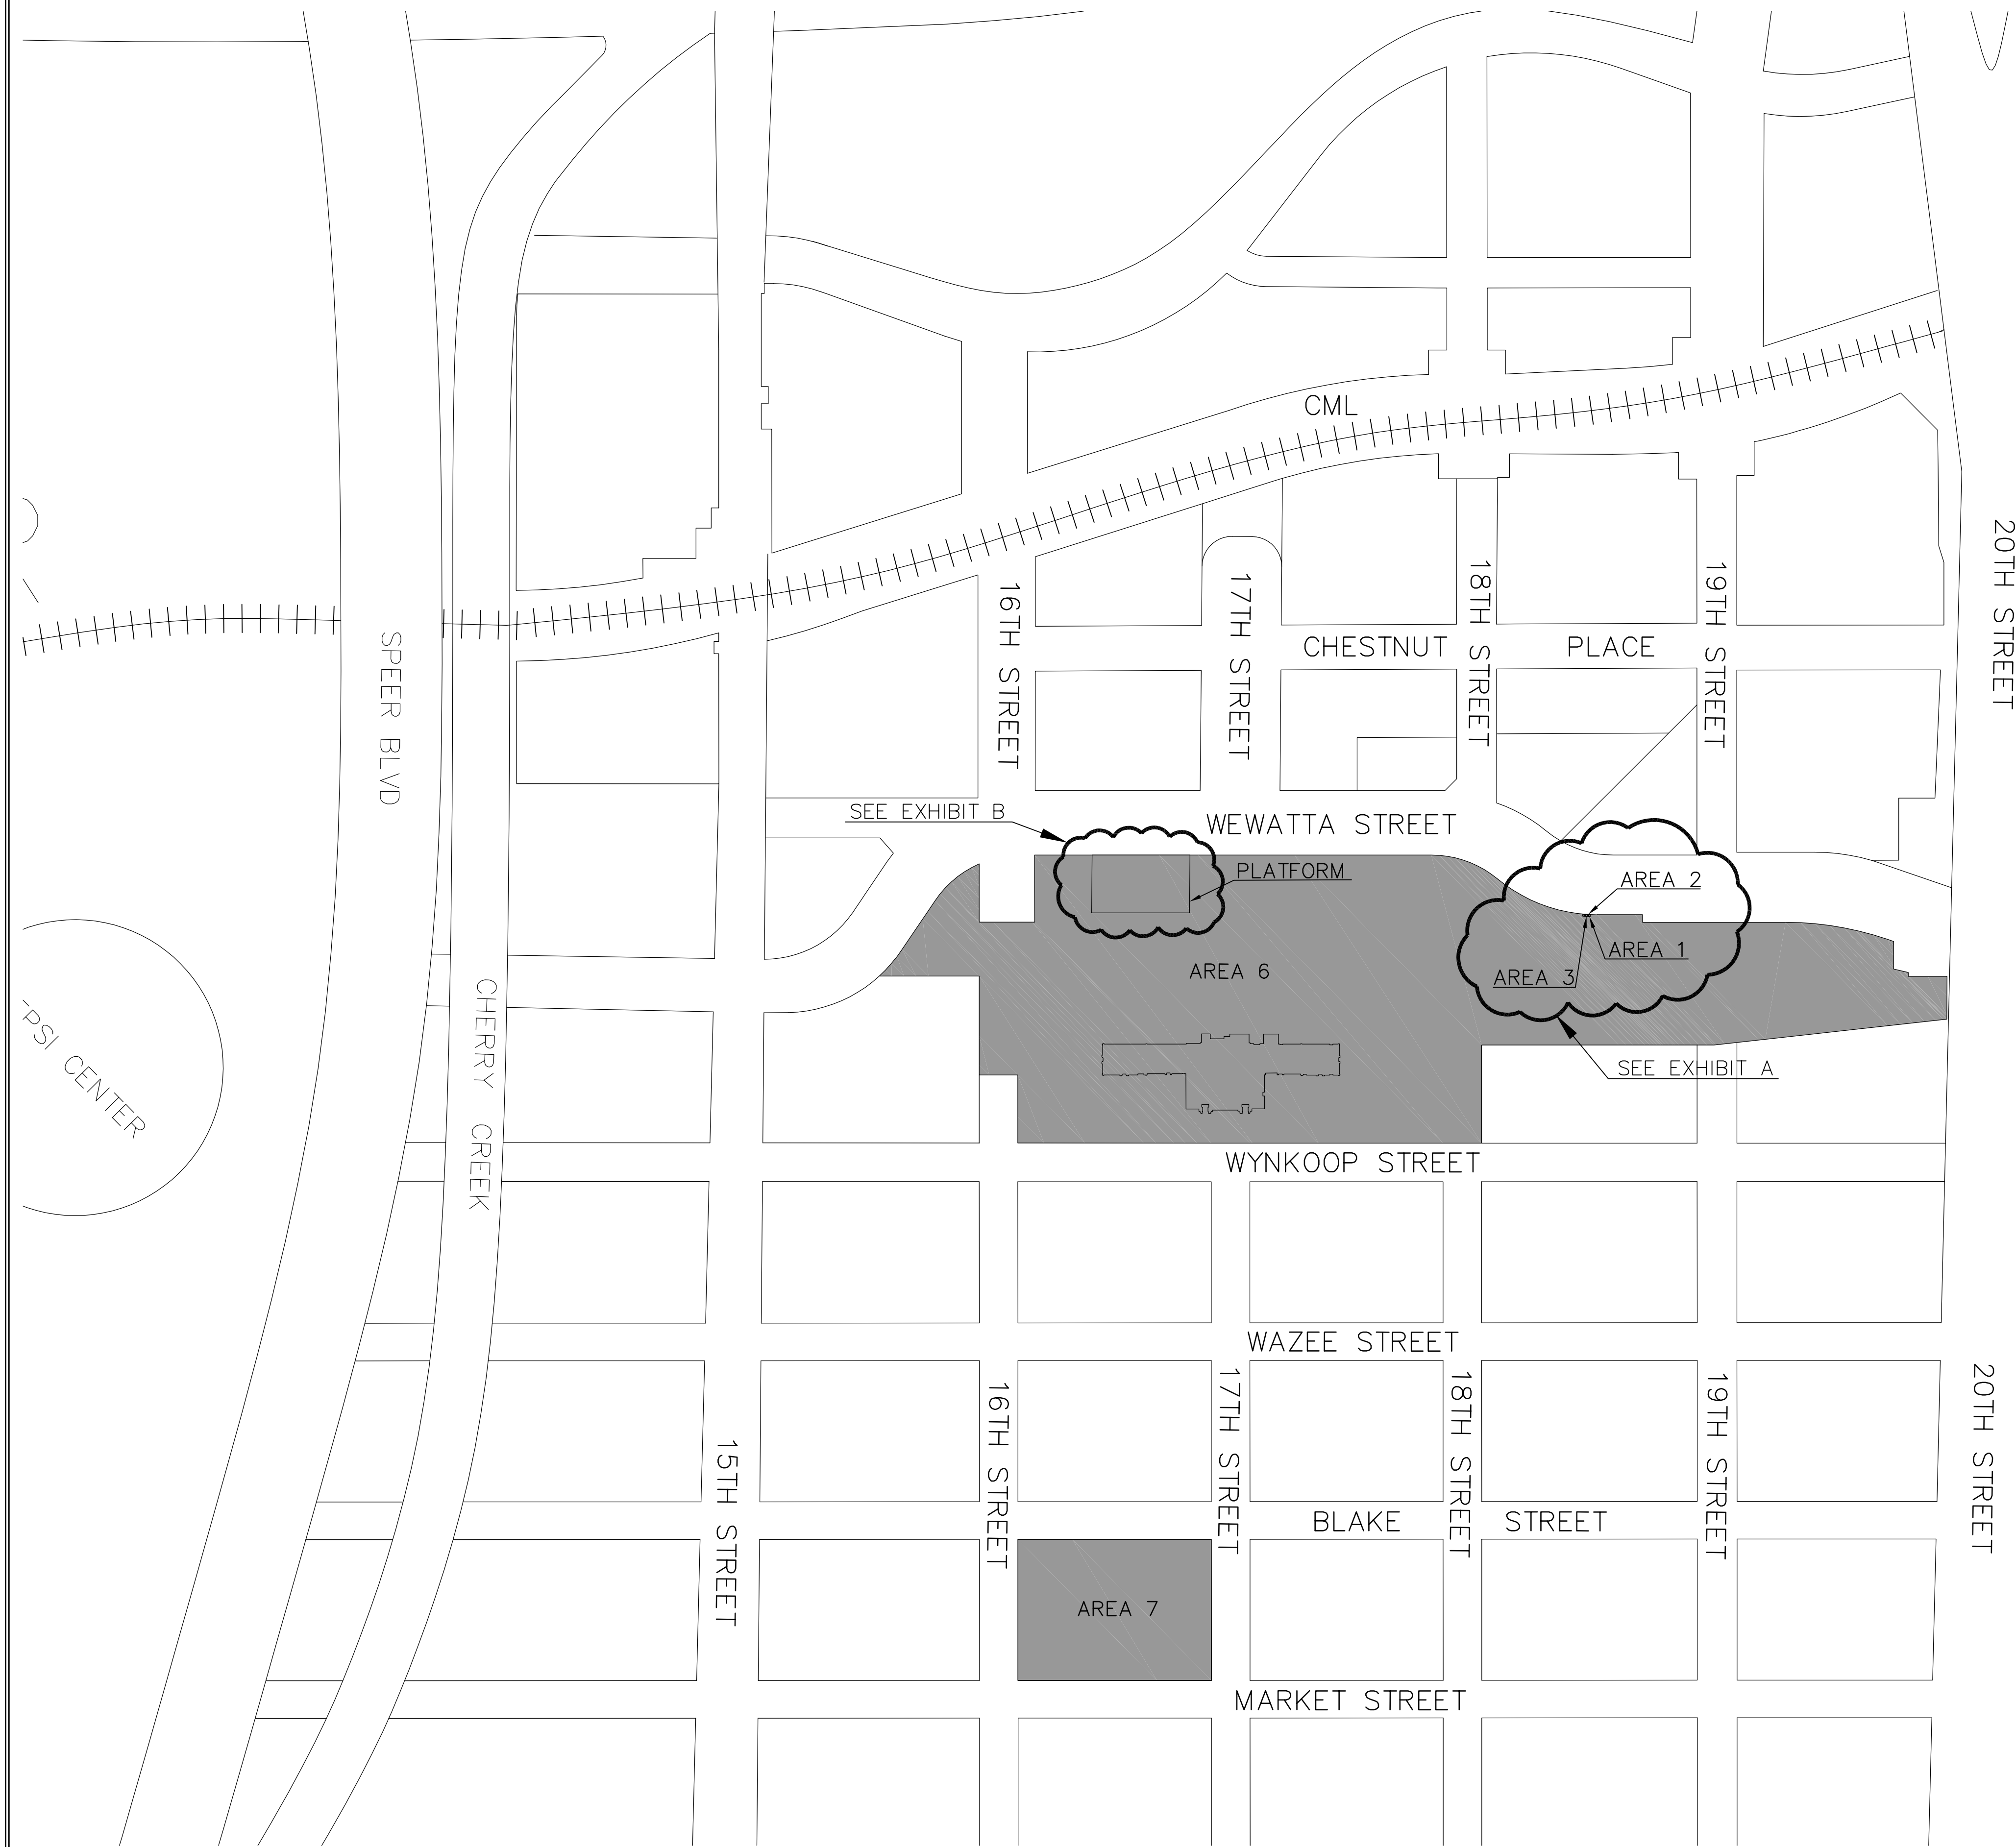 CML
20TH STREET
16TH STREET
17TH STREET
18TH STREET
19TH STREET
CHESTNUT PLACE
SPEER BLVD
SEE EXHIBIT B
WEWATTA STREET
PLATFORM
AREA 2
AREA 1
AREA 3
AREA 6
SEE EXHIBIT A
CHERRY CREEK
PSI CENTER
WYNKOOP STREET
WAZEE STREET
15TH STREET
16TH STREET
17TH STREET
18TH STREET
19TH STREET
20TH STREET
BLAKE STREET
AREA 7
MARKET STREET